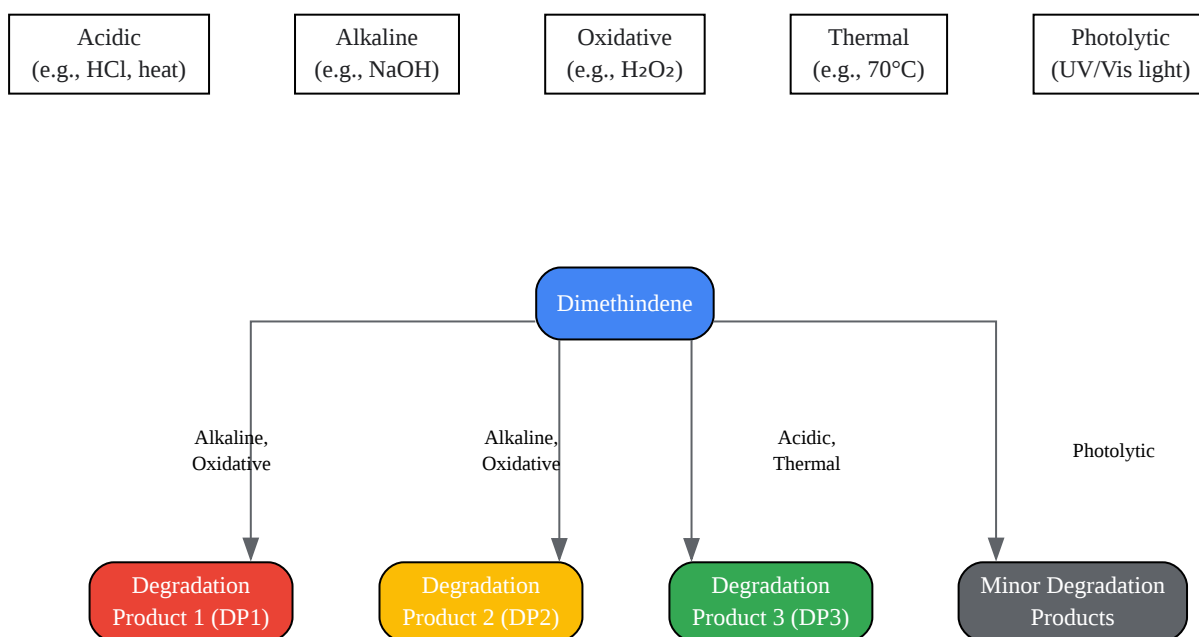 Acidic
(e.g., HCl, heat)
Alkaline
(e.g., NaOH)
Oxidative
(e.g., H₂O₂)
Thermal
(e.g., 70°C)
Photolytic
(UV/Vis light)
Dimethindene
Alkaline,
Oxidative
Alkaline,
Oxidative
Acidic,
Thermal
Photolytic
Degradation
Product 1 (DP1)
Degradation
Product 2 (DP2)
Degradation
Product 3 (DP3)
Minor Degradation
Products